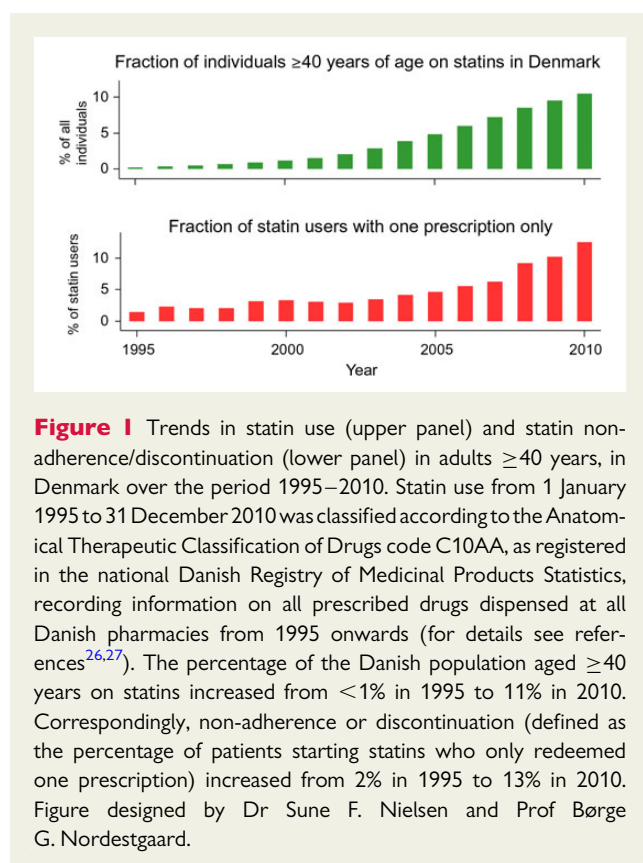 Fraction of individuals ≥40 years of age on statins in Denmark
% of all
individuals
10
5
0
Fraction of statin users with one prescription only
% of statin users
10
5
0
1995
2000
2005
2010
Year
Figure 1 Trends in statin use (upper panel) and statin non-
adherence/discontinuation (lower panel) in adults ≥40 years, in
Denmark over the period 1995–2010. Statin use from 1 January
1995 to 31 December 2010 was classified according to the Anatom-
ical Therapeutic Classification of Drugs code C10AA, as registered
in the national Danish Registry of Medicinal Products Statistics,
recording information on all prescribed drugs dispensed at all
Danish pharmacies from 1995 onwards (for details see refer-
ences26,27). The percentage of the Danish population aged ≥40
years on statins increased from <1% in 1995 to 11% in 2010.
Correspondingly, non-adherence or discontinuation (defined as
the percentage of patients starting statins who only redeemed
one prescription) increased from 2% in 1995 to 13% in 2010.
Figure designed by Dr Sune F. Nielsen and Prof Børge
G. Nordestgaard.